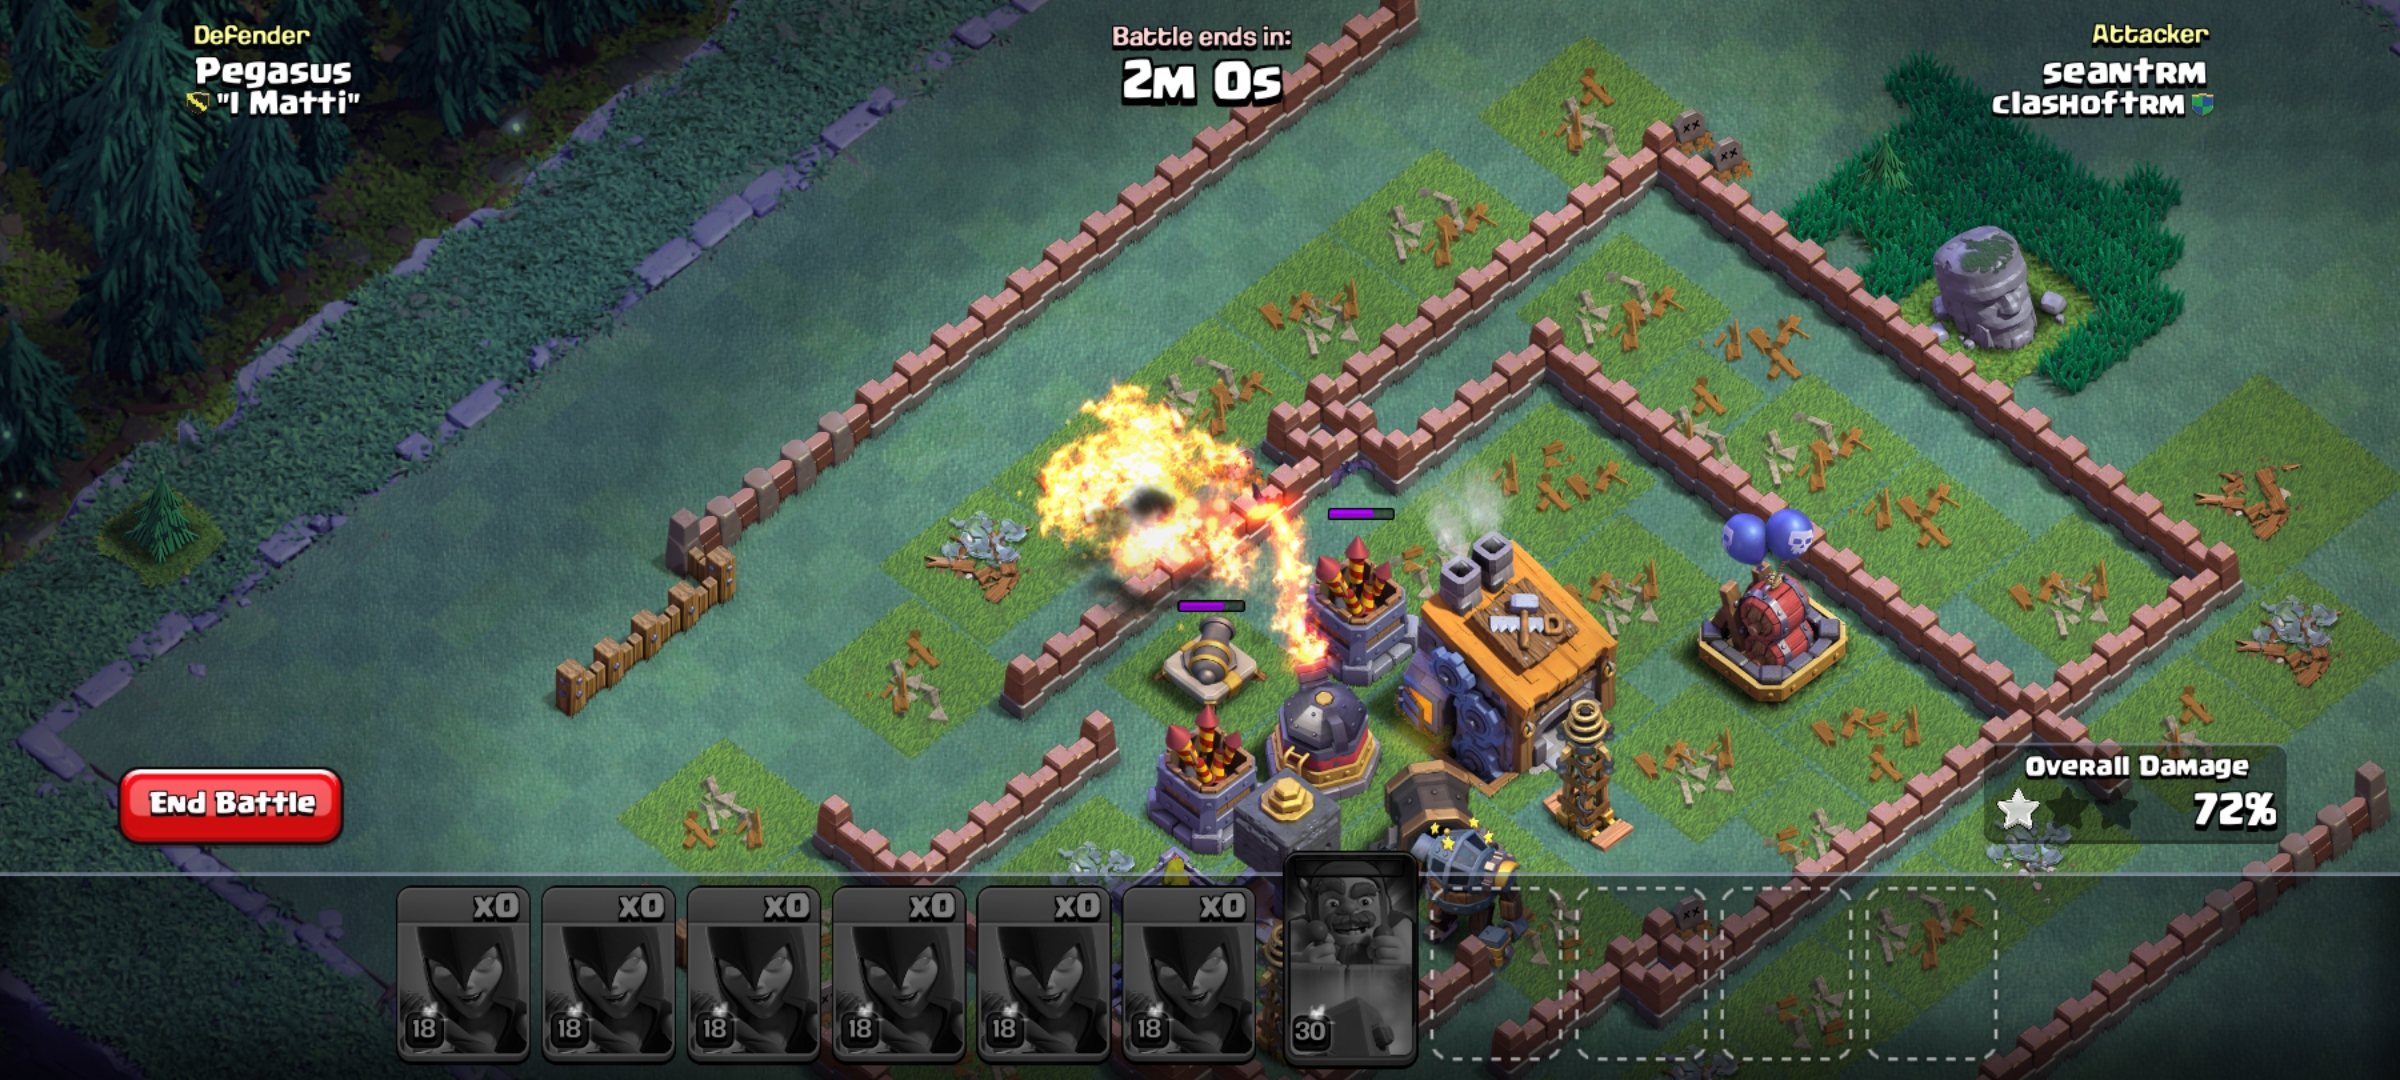 Defender
Pegasus
"I Matti"
Battle ends in:
2M 0s
Attacker
seantRM
clashoftRM
End Battle
Overall Damage
72%
x0 x0 x0 x0 x0 x0
18 18 18 18 18 18 30